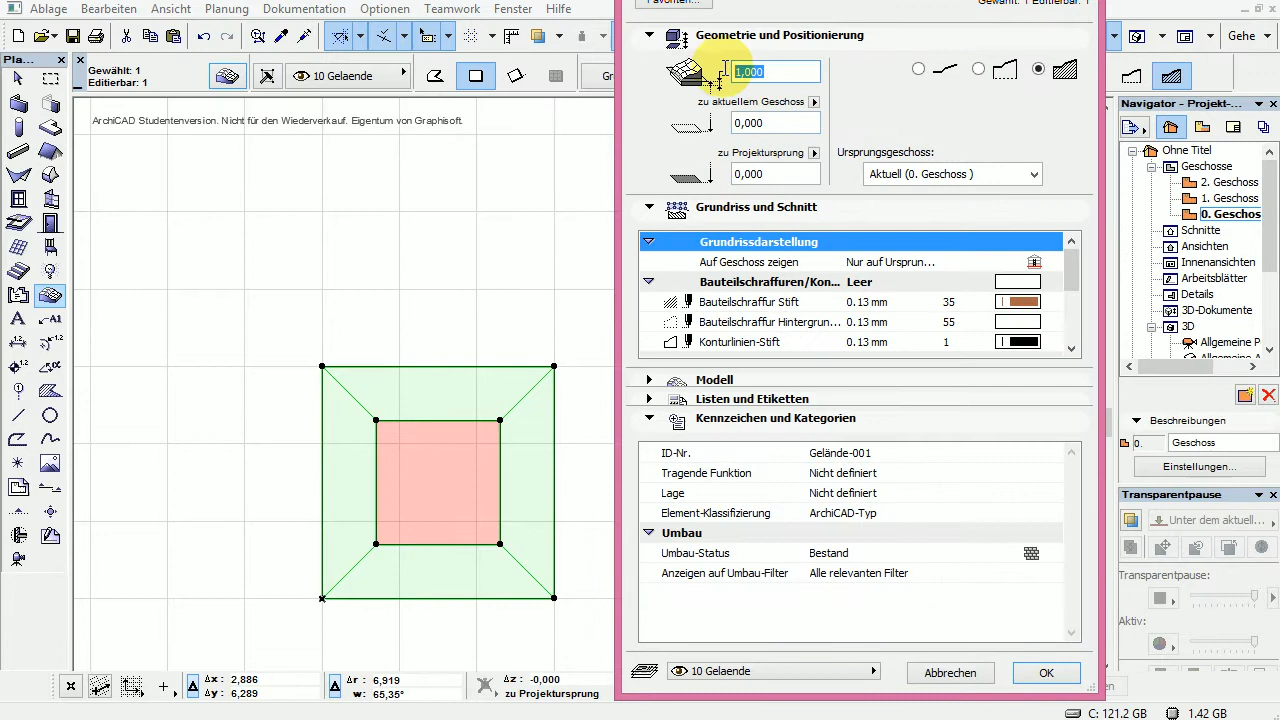 Ablage Bearbeiten Ansicht Planung Dokumentation Optionen Teamwork Fenster Hilfe
Favoriten...
Gewählt: 1 Editierbar: 1
Geometrie und Positionierung
Pla...
Gewählt: 1
Editierbar: 1
10 Gelaende
Gehe
1,000
ArchiCAD Studentenversion. Nicht für den Wiederverkauf. Eigentum von Graphisoft.
zu aktuellem Geschoss
0,000
zu Projektursprung
0,000
Ursprungsgeschoss:
Aktuell (0. Geschoss )
Grundriss und Schnitt
Grundrissdarstellung
Auf Geschoss zeigen Nur auf Ursprun...
Bauteilschraffuren/Kon... Leer
Bauteilschraffur Stift 0.13 mm 35
Bauteilschraffur Hintergrun... 0.13 mm 55
Konturlinien-Stift 0.13 mm 1
Modell
Listen und Etiketten
Kennzeichen und Kategorien
ID-Nr. Gelände-001
Tragende Funktion Nicht definiert
Lage Nicht definiert
Element-Klassifizierung ArchiCAD-Typ
Umbau
Umbau-Status Bestand
Anzeigen auf Umbau-Filter Alle relevanten Filter
10 Gelaende
Abbrechen
OK
Navigator - Projekt-...
Ohne Titel
Geschosse
2. Geschoss
1. Geschoss
0. Geschos
Schnitte
Ansichten
Innenansichten
Arbeitsblätter
Details
3D-Dokumente
3D
Allgemeine P
Allgemeine A
Beschreibungen
0. Geschoss
Einstellungen...
Transparentpause
Unter dem aktuell...
Transparentpause:
Aktiv:
A1
Δx: 2,886
Δy: 6,289
Δr: 6,919
w: 65,35°
Δz: -0,000
zu Projektursprung
C: 121.2 GB
1.42 GB